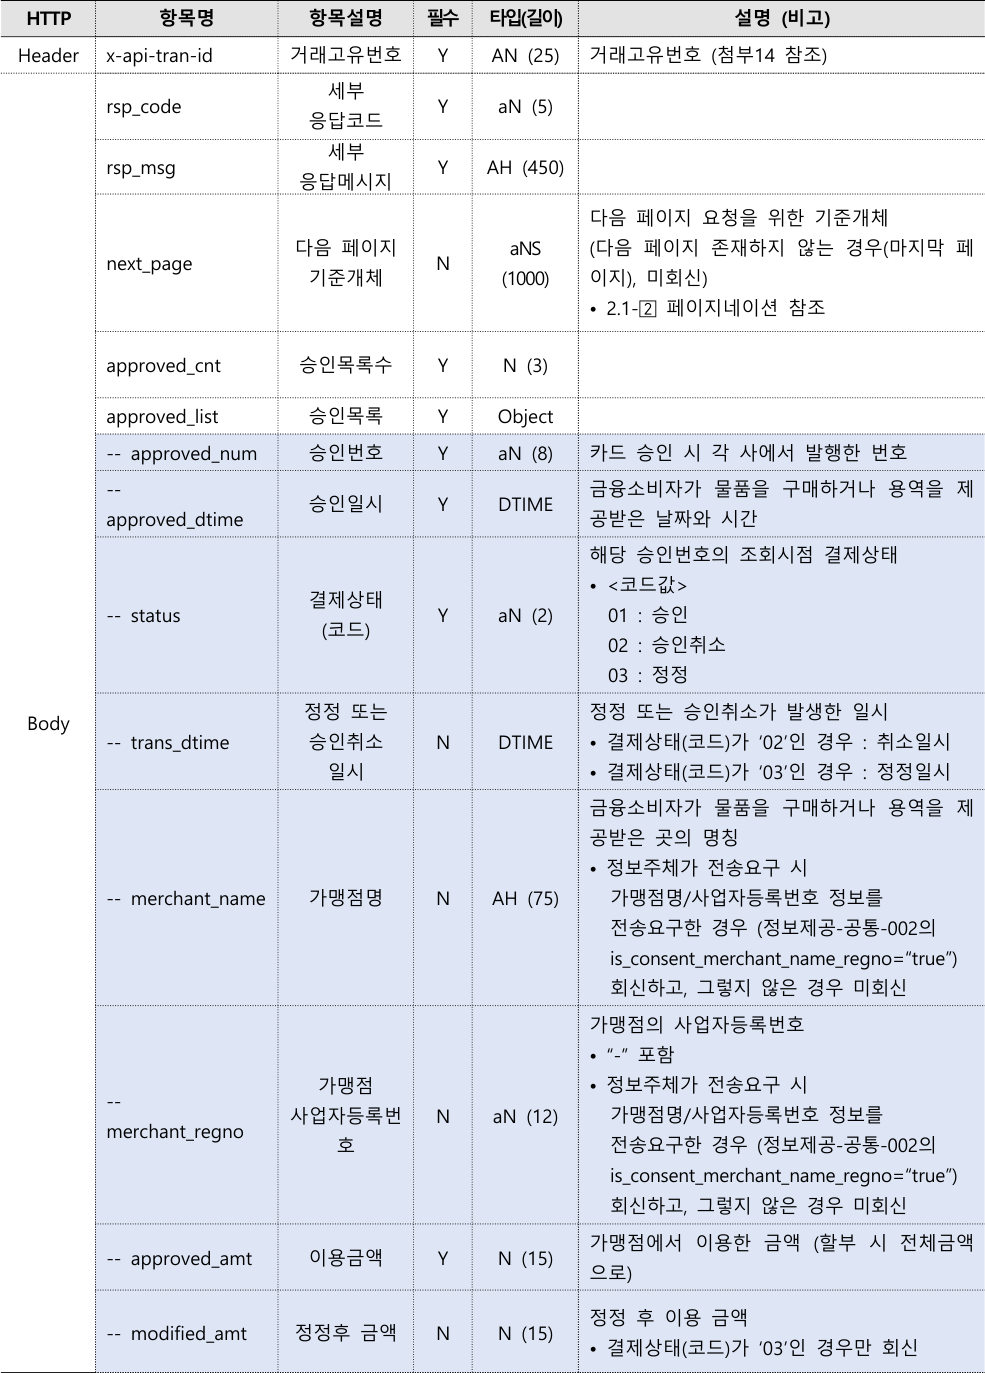 HTTP 항목명 항목설명 필수 타입(길이) 설명 (비고)
Header x-api-tran-id 거래고유번호 Y AN (25) 거래고유번호 (첨부14 참조)
Body
rsp_code
세부
응답코드
Y aN (5)
rsp_msg
세부
응답메시지
Y AH (450)
next_page
다음 페이지
기준개체
N
aNS
(1000)
다음 페이지 요청을 위한 기준개체
(다음 페이지 존재하지 않는 경우(마지막 페
이지), 미회신)
• 2.1-② 페이지네이션 참조
approved_cnt 승인목록수 Y N (3)
approved_list 승인목록 Y Object
-- approved_num 승인번호 Y aN (8) 카드 승인 시 각 사에서 발행한 번호
--
approved_dtime
승인일시 Y DTIME
금융소비자가 물품을 구매하거나 용역을 제
공받은 날짜와 시간
-- status
결제상태
(코드)
Y aN (2)
해당 승인번호의 조회시점 결제상태
• <코드값>
01 : 승인
02 : 승인취소
03 : 정정
-- trans_dtime
정정 또는
승인취소
일시
N DTIME
정정 또는 승인취소가 발생한 일시
• 결제상태(코드)가 ‘02’인 경우 : 취소일시
• 결제상태(코드)가 ‘03’인 경우 : 정정일시
-- merchant_name 가맹점명 N AH (75)
금융소비자가 물품을 구매하거나 용역을 제
공받은 곳의 명칭
• 정보주체가 전송요구 시
가맹점명/사업자등록번호 정보를
전송요구한 경우 (정보제공-공통-002의
is_consent_merchant_name_regno=“true”)
회신하고, 그렇지 않은 경우 미회신
--
merchant_regno
가맹점
사업자등록번
호
N aN (12)
가맹점의 사업자등록번호
• “-” 포함
• 정보주체가 전송요구 시
가맹점명/사업자등록번호 정보를
전송요구한 경우 (정보제공-공통-002의
is_consent_merchant_name_regno=“true”)
회신하고, 그렇지 않은 경우 미회신
-- approved_amt 이용금액 Y N (15)
가맹점에서 이용한 금액 (할부 시 전체금액
으로)
-- modified_amt 정정후 금액 N N (15)
정정 후 이용 금액
• 결제상태(코드)가 ‘03’인 경우만 회신